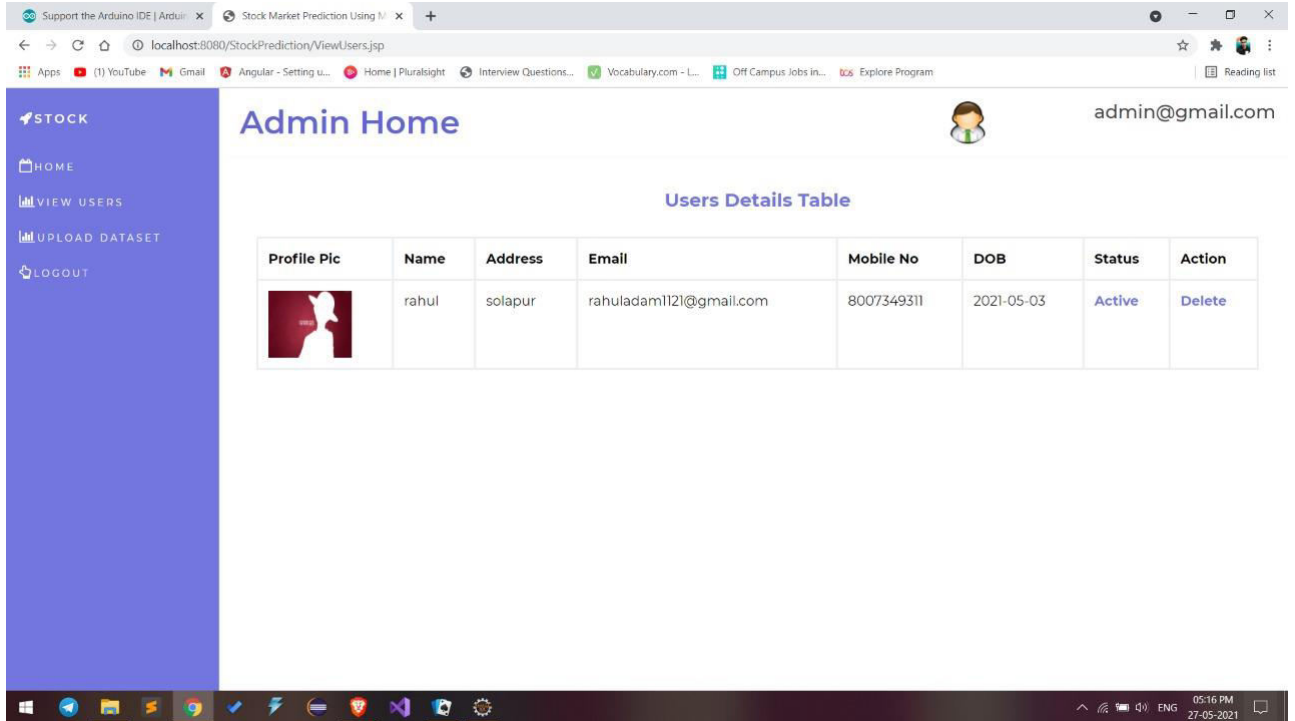 Support the Arduino IDE | Arduin
Stock Market Prediction Using M
localhost:8080/StockPrediction/ViewUsers.jsp
Apps (1) YouTube Gmail Angular - Setting u... Home | Pluralsight Interview Questions... Vocabulary.com - L... Off Campus Jobs in... tcs Explore Program Reading list
STOCK
Admin Home
admin@gmail.com
HOME
VIEW USERS
UPLOAD DATASET
LOGOUT
Users Details Table
Profile Pic Name Address Email Mobile No DOB Status Action
rahul solapur rahuladam1121@gmail.com 8007349311 2021-05-03 Active Delete
ENG
05:16 PM
27-05-2021